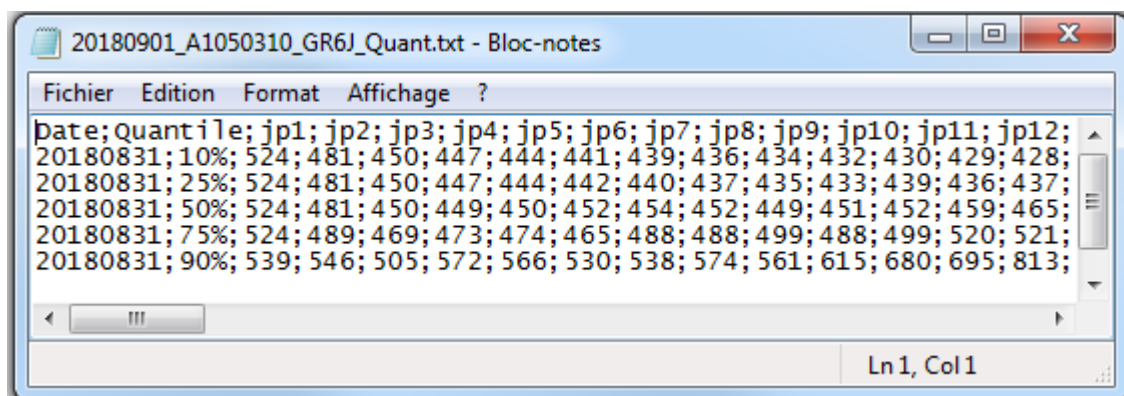 20180901_A1050310_GR6J_Quant.txt - Bloc-notes
Fichier Edition Format Affichage ?
Date;Quantile;jp1;jp2;jp3;jp4;jp5;jp6;jp7;jp8;jp9;jp10;jp11;jp12;
20180831;10%;524;481;450;447;444;441;439;436;434;432;430;429;428;
20180831;25%;524;481;450;447;444;442;440;437;435;433;439;436;437;
20180831;50%;524;481;450;449;450;452;454;452;449;451;452;459;465;
20180831;75%;524;489;469;473;474;465;488;488;499;488;499;520;521;
20180831;90%;539;546;505;572;566;530;538;574;561;615;680;695;813;
Ln 1, Col 1